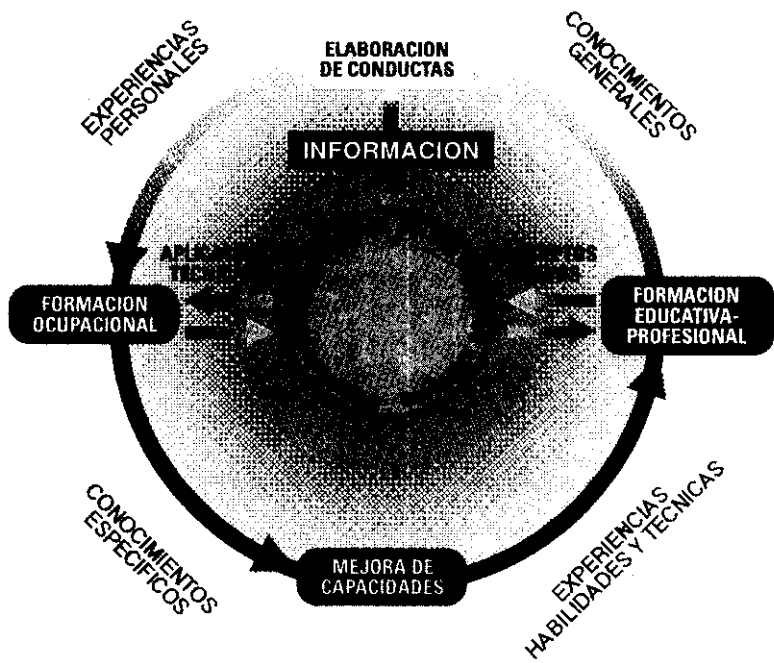 ELABORACION
DE CONDUCTAS
EXPERIENCIAS
PERSONALES
CONOCIMIENTOS
GENERALES
INFORMACION
FORMACION
OCUPACIONAL
FORMACION
EDUCATIVA-
PROFESIONAL
CONOCIMIENTOS
ESPECIFICOS
MEJORA DE
CAPACIDADES
EXPERIENCIAS
HABILIDADES Y TECNICAS